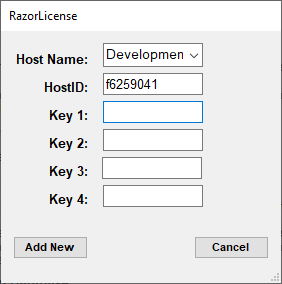 RazorLicense
Host Name: Developmen
HostID: f6259041
Key 1:
Key 2:
Key 3:
Key 4:
Add New Cancel